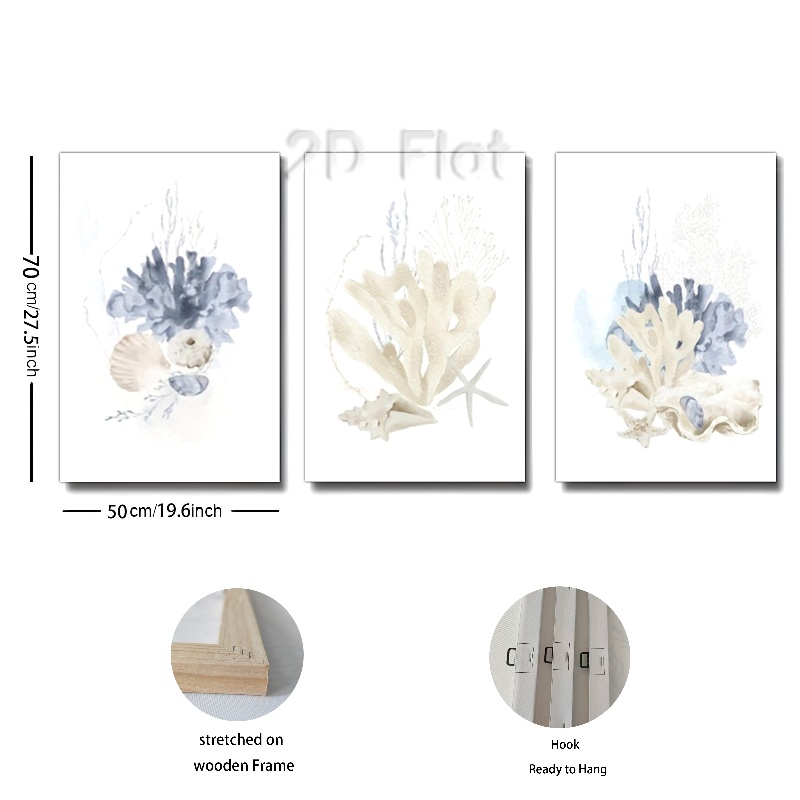 2D Flat
70 cm/27.5inch
50cm/19.6inch
stretched on
wooden Frame
Hook
Ready to Hang